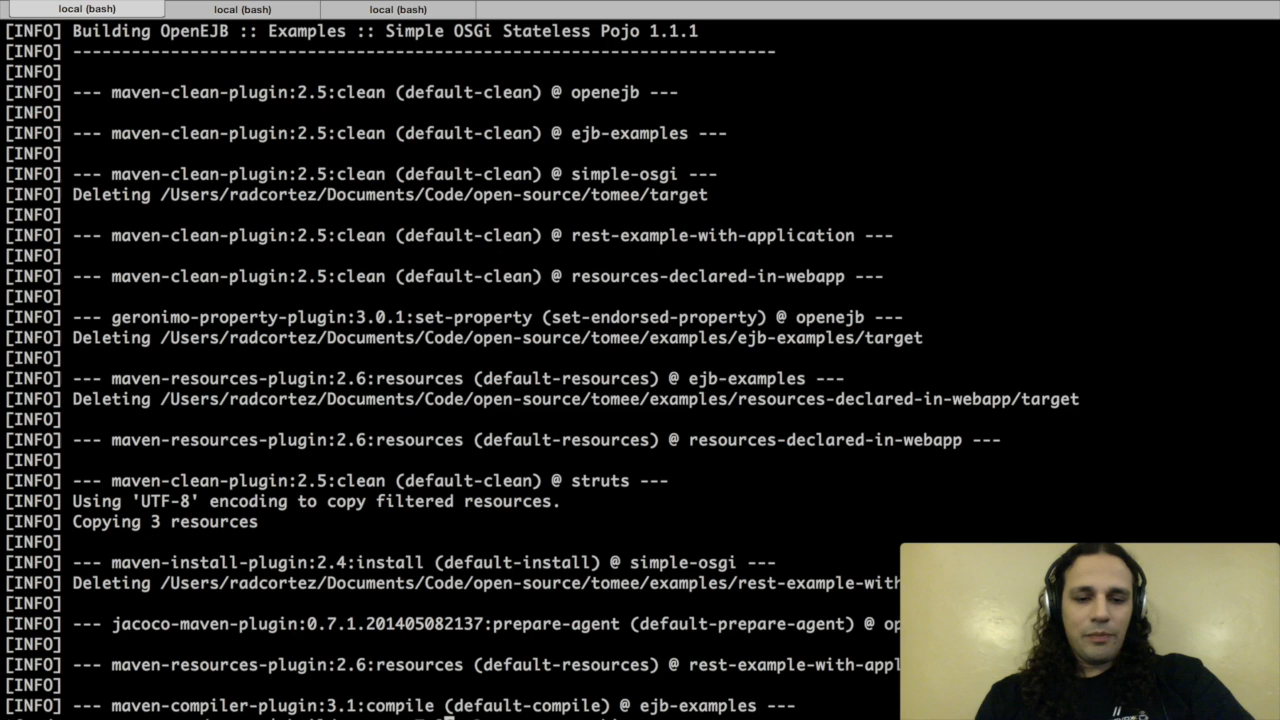 local (bash) local (bash) local (bash)
[INFO] Building OpenEJB :: Examples :: Simple OSGi Stateless Pojo 1.1.1
[INFO] ------------------------------------------------------------------------
[INFO]
[INFO] --- maven-clean-plugin:2.5:clean (default-clean) @ openejb ---
[INFO]
[INFO] --- maven-clean-plugin:2.5:clean (default-clean) @ ejb-examples ---
[INFO]
[INFO] --- maven-clean-plugin:2.5:clean (default-clean) @ simple-osgi ---
[INFO] Deleting /Users/radcortez/Documents/Code/open-source/tomee/target
[INFO]
[INFO] --- maven-clean-plugin:2.5:clean (default-clean) @ rest-example-with-application ---
[INFO]
[INFO] --- maven-clean-plugin:2.5:clean (default-clean) @ resources-declared-in-webapp ---
[INFO]
[INFO] --- geronimo-property-plugin:3.0.1:set-property (set-endorsed-property) @ openejb ---
[INFO] Deleting /Users/radcortez/Documents/Code/open-source/tomee/examples/ejb-examples/target
[INFO]
[INFO] --- maven-resources-plugin:2.6:resources (default-resources) @ ejb-examples ---
[INFO] Deleting /Users/radcortez/Documents/Code/open-source/tomee/examples/resources-declared-in-webapp/target
[INFO]
[INFO] --- maven-resources-plugin:2.6:resources (default-resources) @ resources-declared-in-webapp ---
[INFO]
[INFO] --- maven-clean-plugin:2.5:clean (default-clean) @ struts ---
[INFO] Using 'UTF-8' encoding to copy filtered resources.
[INFO] Copying 3 resources
[INFO]
[INFO] --- maven-install-plugin:2.4:install (default-install) @ simple-osgi ---
[INFO] Deleting /Users/radcortez/Documents/Code/open-source/tomee/examples/rest-example-with
[INFO]
[INFO] --- jacoco-maven-plugin:0.7.1.201405082137:prepare-agent (default-prepare-agent) @ op
[INFO]
[INFO] --- maven-resources-plugin:2.6:resources (default-resources) @ rest-example-with-appl
[INFO]
[INFO] --- maven-compiler-plugin:3.1:compile (default-compile) @ ejb-examples ---